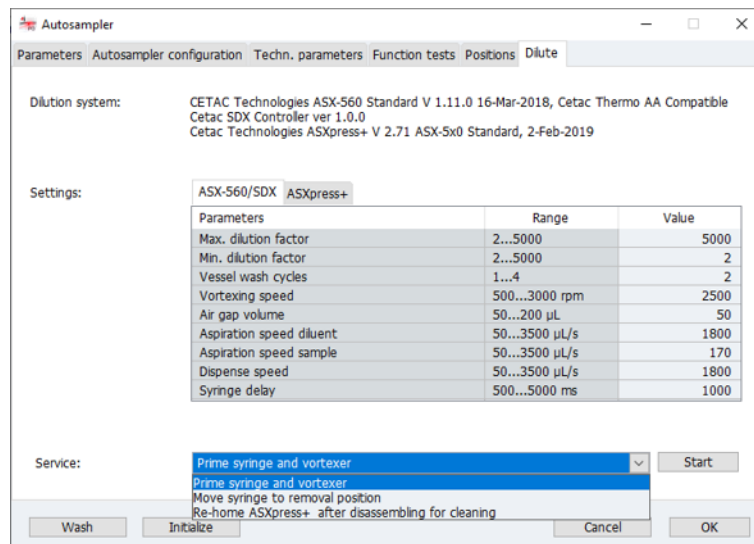 Autosampler
Parameters Autosampler configuration Techn. parameters Function tests Positions Dilute
Dilution system: CETAC Technologies ASX-560 Standard V 1.11.0 16-Mar-2018, Cetac Thermo AA Compatible
Cetac SDX Controller ver 1.0.0
Cetac Technologies ASXpress+ V 2.71 ASX-5x0 Standard, 2-Feb-2019
Settings: ASX-560/SDX ASXpress+
Parameters Range Value
Max. dilution factor 2...5000 5000
Min. dilution factor 2...5000 2
Vessel wash cycles 1...4 2
Vortexing speed 500...3000 rpm 2500
Air gap volume 50...200 µL 50
Aspiration speed diluent 50...3500 µL/s 1800
Aspiration speed sample 50...3500 µL/s 170
Dispense speed 50...3500 µL/s 1800
Syringe delay 500...5000 ms 1000
Service: Prime syringe and vortexer Start
Prime syringe and vortexer
Move syringe to removal position
Re-home ASXpress+ after disassembling for cleaning
Wash Initialize Cancel OK